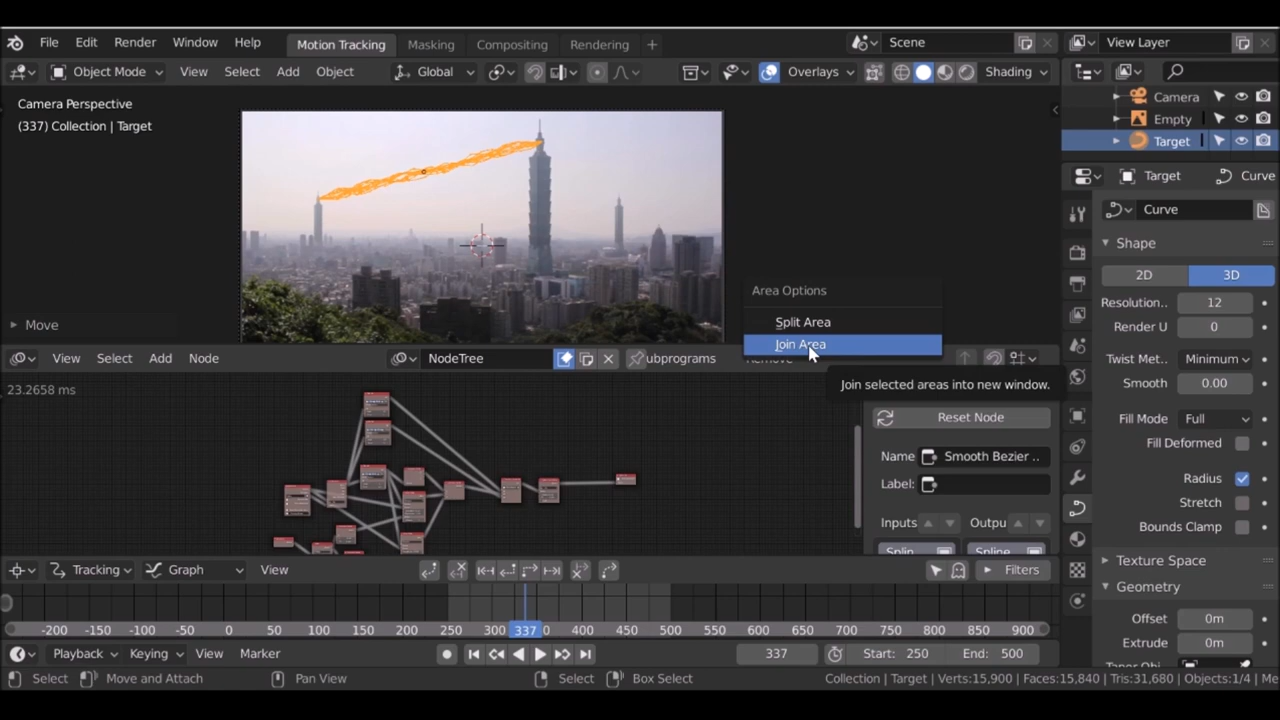 File Edit Render Window Help Motion Tracking Masking Compositing Rendering + Scene View Layer
Object Mode View Select Add Object Global Overlays Shading
Camera Perspective
(337) Collection | Target
Move
Camera
Empty
Target
Target Curve
Curve
Shape
2D 3D
Resolution.. 12
Render U 0
Twist Met.. Minimum
Smooth 0.00
Fill Mode Full
Fill Deformed
Radius
Stretch
Bounds Clamp
Texture Space
Geometry
Offset 0m
Extrude 0m
Area Options
Split Area
Join Area
Join selected areas into new window.
View Select Add Node NodeTree ubprograms
23.2658 ms
Reset Node
Name Smooth Bezier ..
Label:
Inputs Outpu
Splin Spline
Tracking Graph View Filters
-200 -150 -100 -50 0 50 100 150 200 250 300 337 0 400 450 500 550 600 650 700 750 800 850 900
Playback Keying View Marker 337 Start: 250 End: 500
Select Move and Attach Pan View Select Box Select Collection | Target | Verts:15,900 | Faces:15,840 | Tris:31,680 | Objects:1/4 | Me